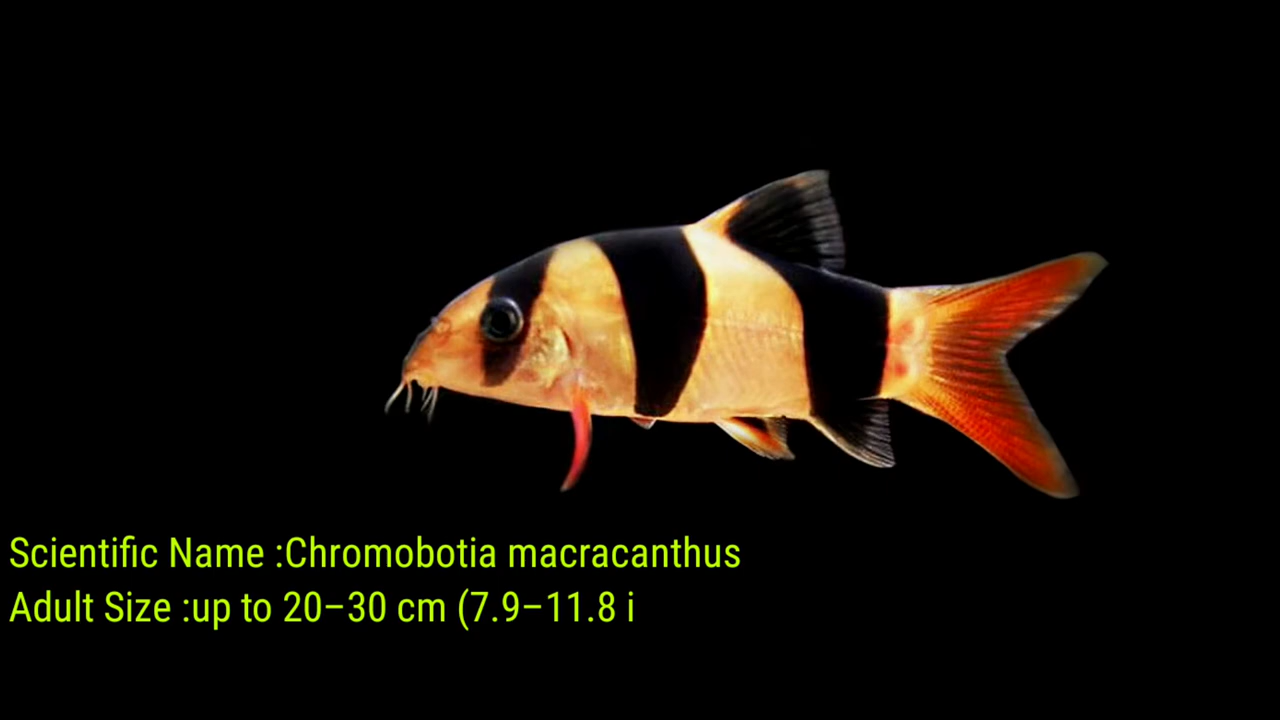 Scientific Name :Chromobotia macracanthus
Adult Size :up to 20–30 cm (7.9–11.8 i